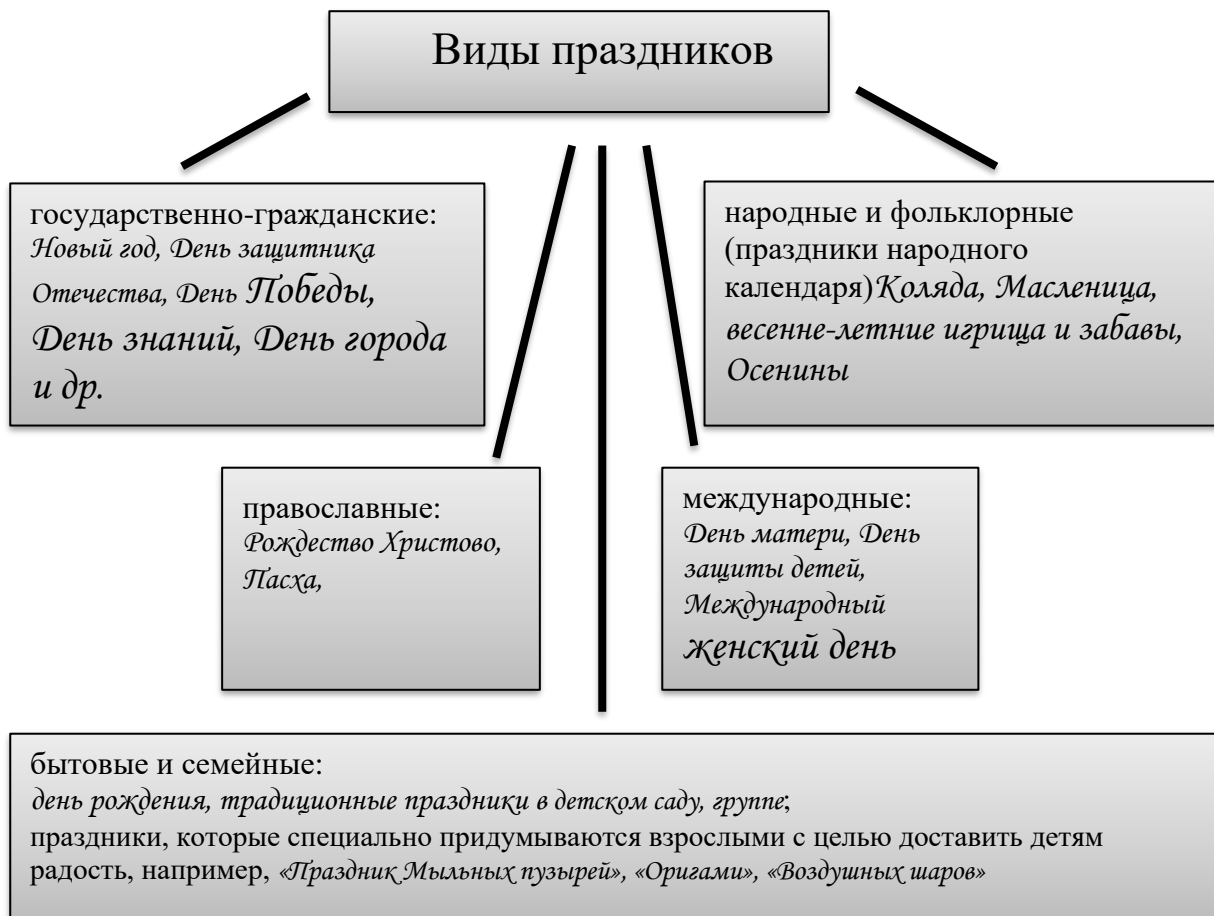 Виды праздников
государственно-гражданские:
Новый год, День защитника
Отечества, День Победы,
День знаний, День города
и др.
народные и фольклорные
(праздники народного
календаря)Коляда, Масленица,
весенне-летние игрища и забавы,
Осенины
православные:
Рождество Христово,
Пасха,
международные:
День матери, День
защиты детей,
Международный
женский день
бытовые и семейные:
день рождения, традиционные праздники в детском саду, группе;
праздники, которые специально придумываются взрослыми с целью доставить детям
радость, например, «Праздник Мыльных пузырей», «Оригами», «Воздушных шаров»